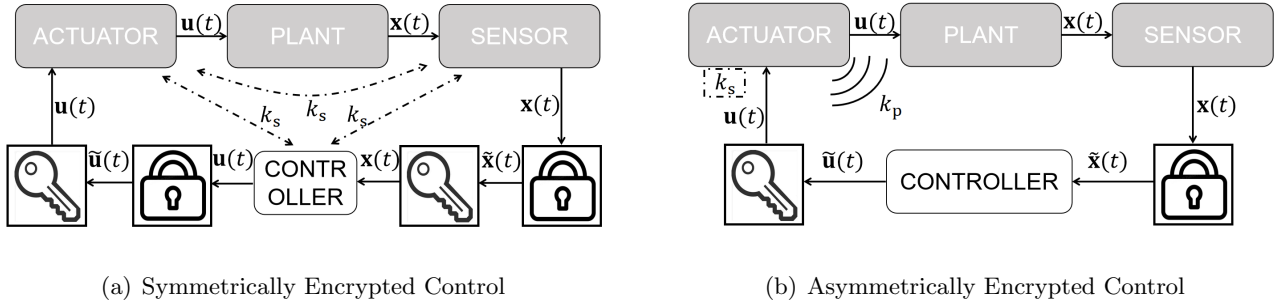 ACTUATOR
u(t)
PLANT
x(t)
SENSOR
u(t)
k_s
k_s
k_s
x(t)
ũ(t)
u(t)
CONTR
OLLER
x(t)
x̃(t)
(a) Symmetrically Encrypted Control
ACTUATOR
u(t)
PLANT
x(t)
SENSOR
k_s
k_p
u(t)
x(t)
ũ(t)
CONTROLLER
x̃(t)
(b) Asymmetrically Encrypted Control